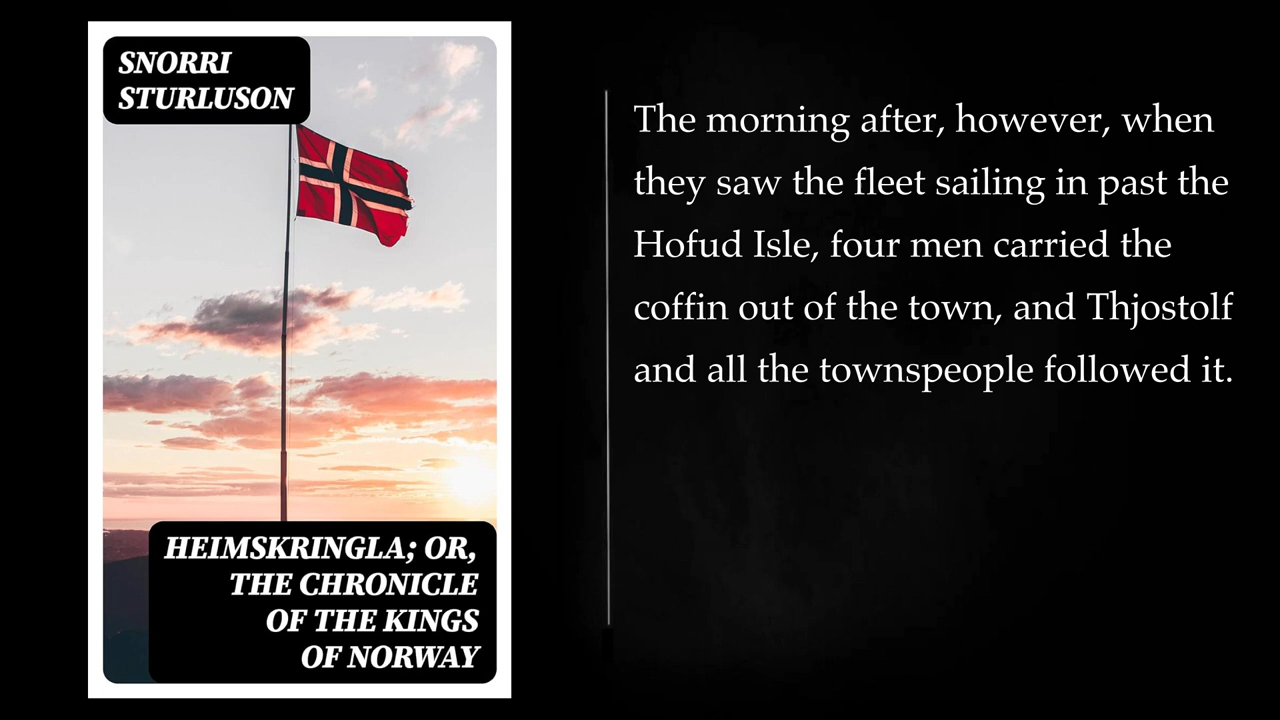 SNORRI
STURLUSON
HEIMSKRINGLA; OR,
THE CHRONICLE
OF THE KINGS
OF NORWAY
The morning after, however, when
they saw the fleet sailing in past the
Hofud Isle, four men carried the
coffin out of the town, and Thjostolf
and all the townspeople followed it.